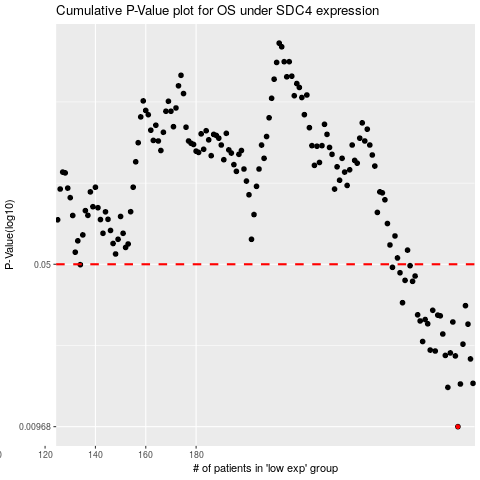 Cumulative P-Value plot for OS under SDC4 expression
P-Value(log10)
0.05
0.00968
0 120 140 160 180
# of patients in 'low exp' group